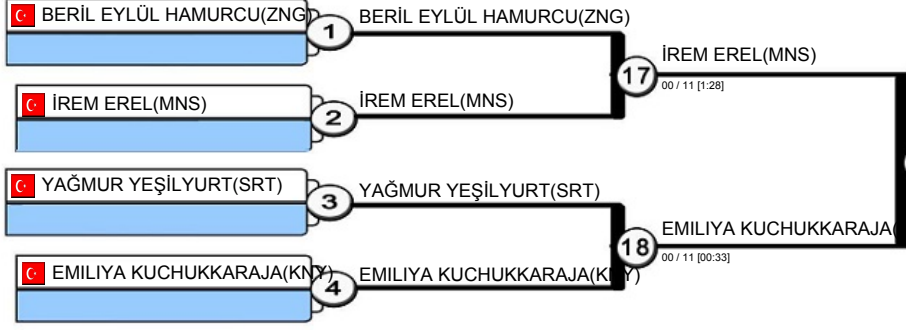 BERİL EYLÜL HAMURCU(ZNG)
1
BERİL EYLÜL HAMURCU(ZNG)
17
İREM EREL(MNS)
00 / 11 [1:28]
İREM EREL(MNS)
2
İREM EREL(MNS)
YAĞMUR YEŞİLYURT(SRT)
3
YAĞMUR YEŞİLYURT(SRT)
18
EMILIYA KUCHUKKARAJA(
00 / 11 [00:33]
EMILIYA KUCHUKKARAJA(KNY)
4
EMILIYA KUCHUKKARAJA(KNY)